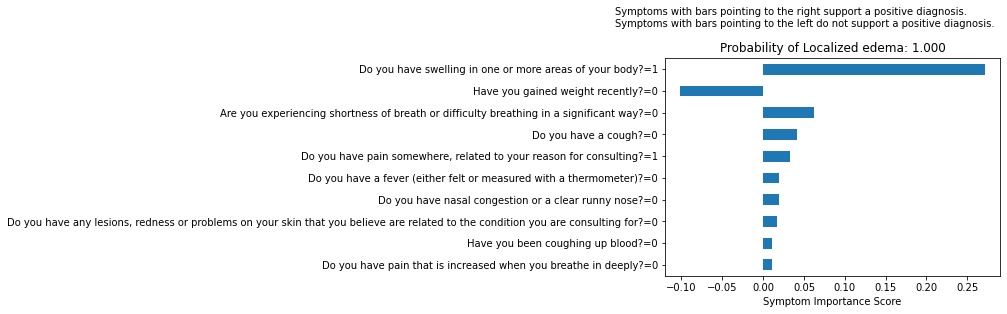 Symptoms with bars pointing to the right support a positive diagnosis.
Symptoms with bars pointing to the left do not support a positive diagnosis.
Probability of Localized edema: 1.000
Do you have swelling in one or more areas of your body?=1
Have you gained weight recently?=0
Are you experiencing shortness of breath or difficulty breathing in a significant way?=0
Do you have a cough?=0
Do you have pain somewhere, related to your reason for consulting?=1
Do you have a fever (either felt or measured with a thermometer)?=0
Do you have nasal congestion or a clear runny nose?=0
Do you have any lesions, redness or problems on your skin that you believe are related to the condition you are consulting for?=0
Have you been coughing up blood?=0
Do you have pain that is increased when you breathe in deeply?=0
−0.10 −0.05 0.00 0.05 0.10 0.15 0.20 0.25
Symptom Importance Score